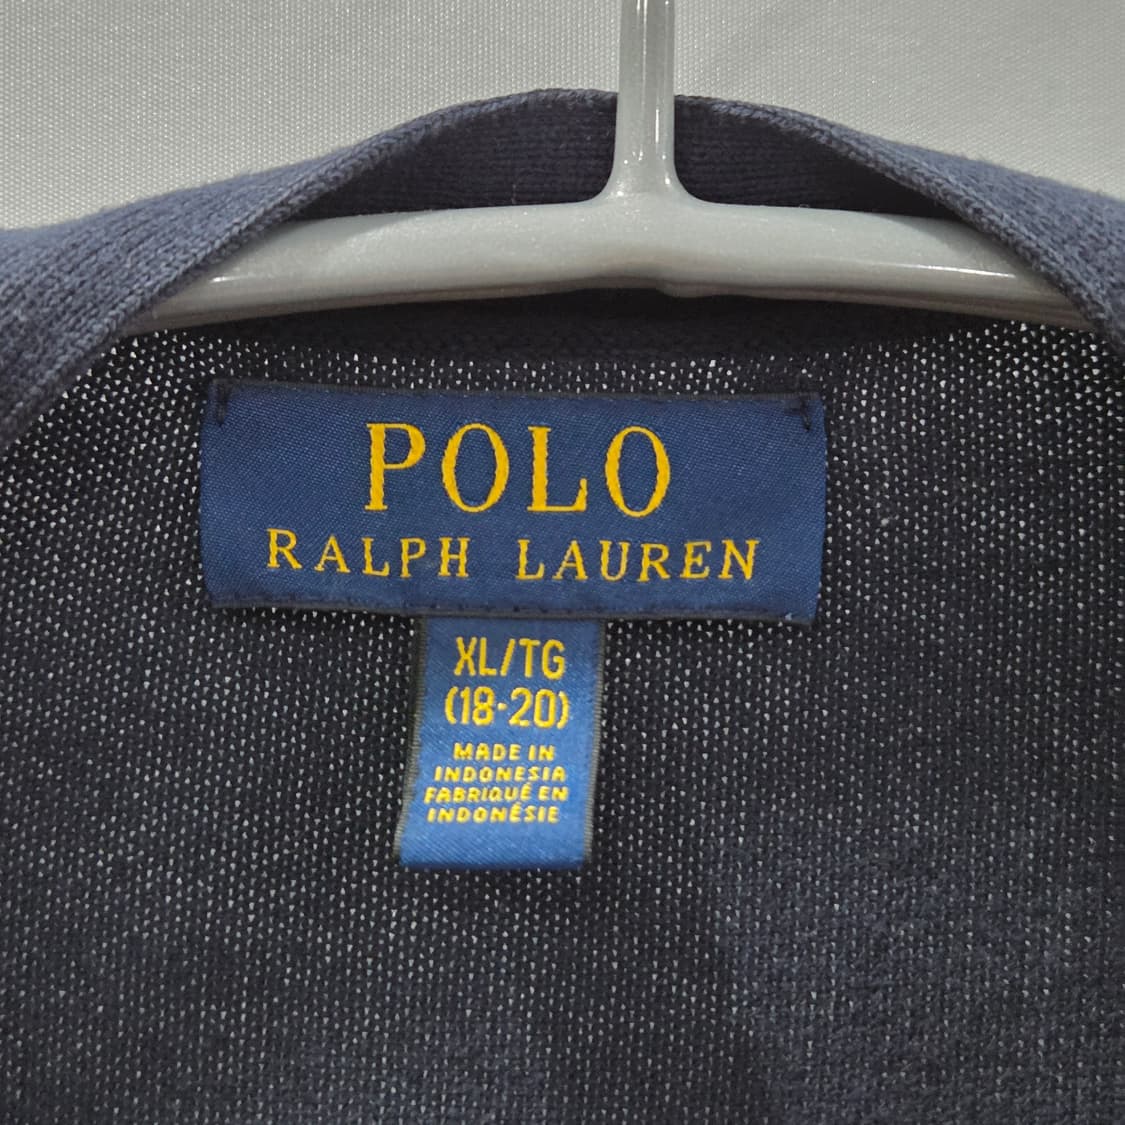 POLO
RALPH LAUREN
XL/TG
(18-20)
MADE IN
INDONESIA
FABRIQUÉ EN
INDONÉSIE